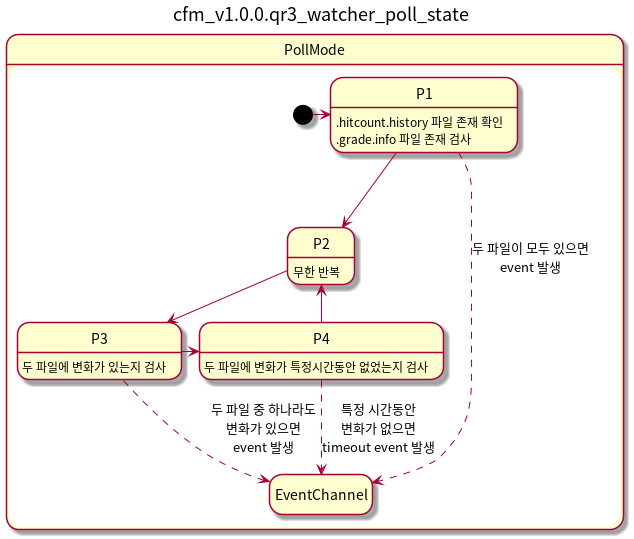 cfm_v1.0.0.qr3_watcher_poll_state
PollMode
P1
.hitcount.history 파일 존재 확인
.grade.info 파일 존재 검사
두 파일이 모두 있으면
event 발생
P2
무한 반복
P3
두 파일에 변화가 있는지 검사
P4
두 파일에 변화가 특정시간동안 없었는지 검사
두 파일 중 하나라도
변화가 있으면
event 발생
특정 시간동안
변화가 없으면
timeout event 발생
EventChannel